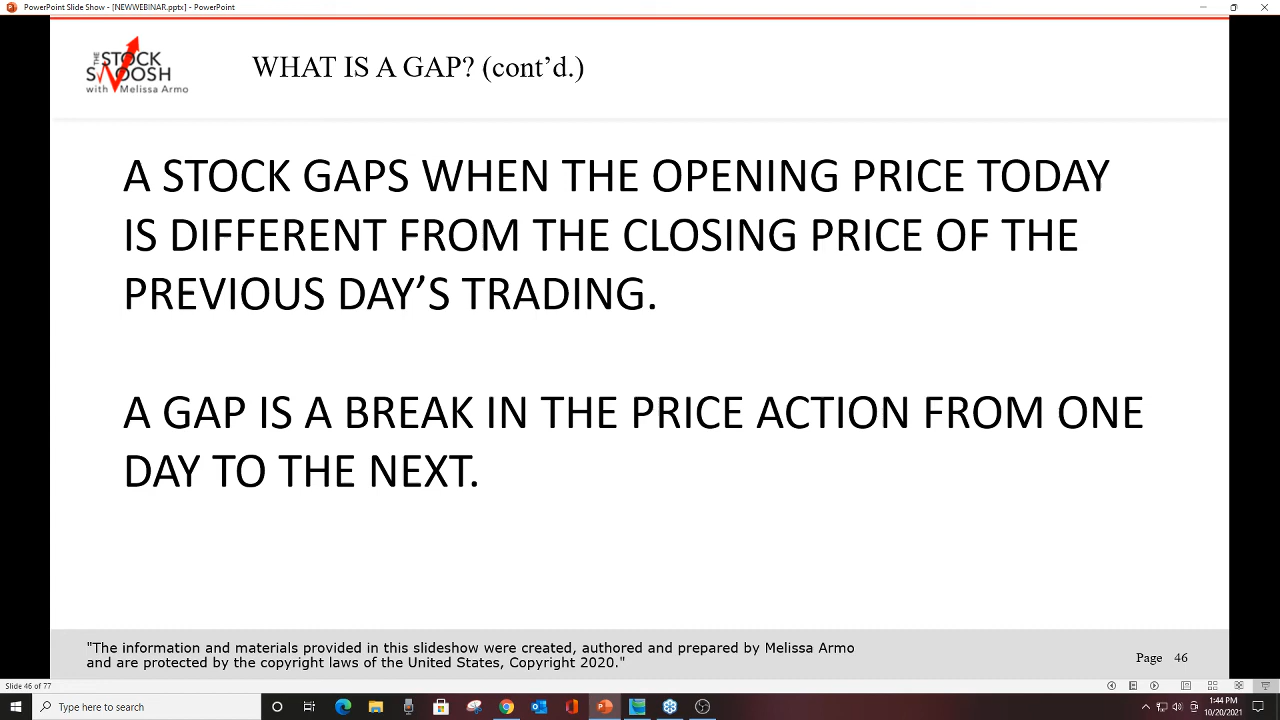 PowerPoint Slide Show - [NEWWEBINAR.pptx] - PowerPoint
THE STOCK
SWOOSH
with Melissa Armo
WHAT IS A GAP? (cont’d.)
A STOCK GAPS WHEN THE OPENING PRICE TODAY
IS DIFFERENT FROM THE CLOSING PRICE OF THE
PREVIOUS DAY’S TRADING.
A GAP IS A BREAK IN THE PRICE ACTION FROM ONE
DAY TO THE NEXT.
"The information and materials provided in this slideshow were created, authored and prepared by Melissa Armo
and are protected by the copyright laws of the United States, Copyright 2020."
Page 46
Slide 46 of 77
Type here to search
1:44 PM
10/20/2021